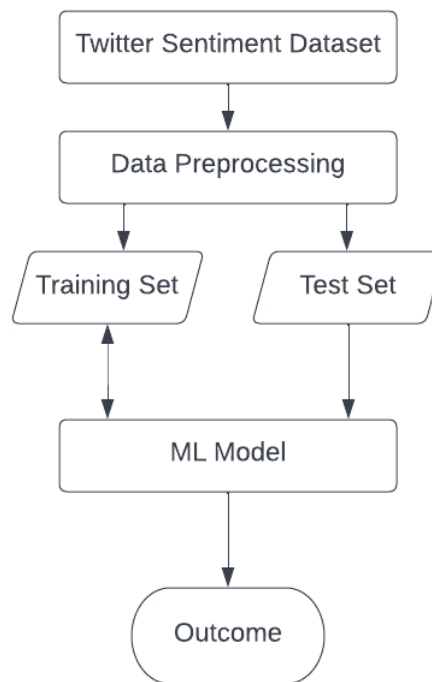 Twitter Sentiment Dataset
Data Preprocessing
Training Set
Test Set
ML Model
Outcome